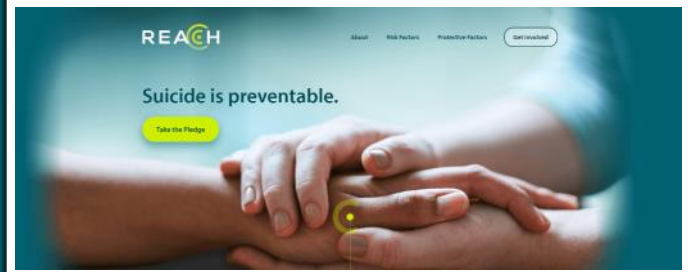 REACH
About Risk Factors Protective Factors Get Involved
Suicide is preventable.
Take the Pledge